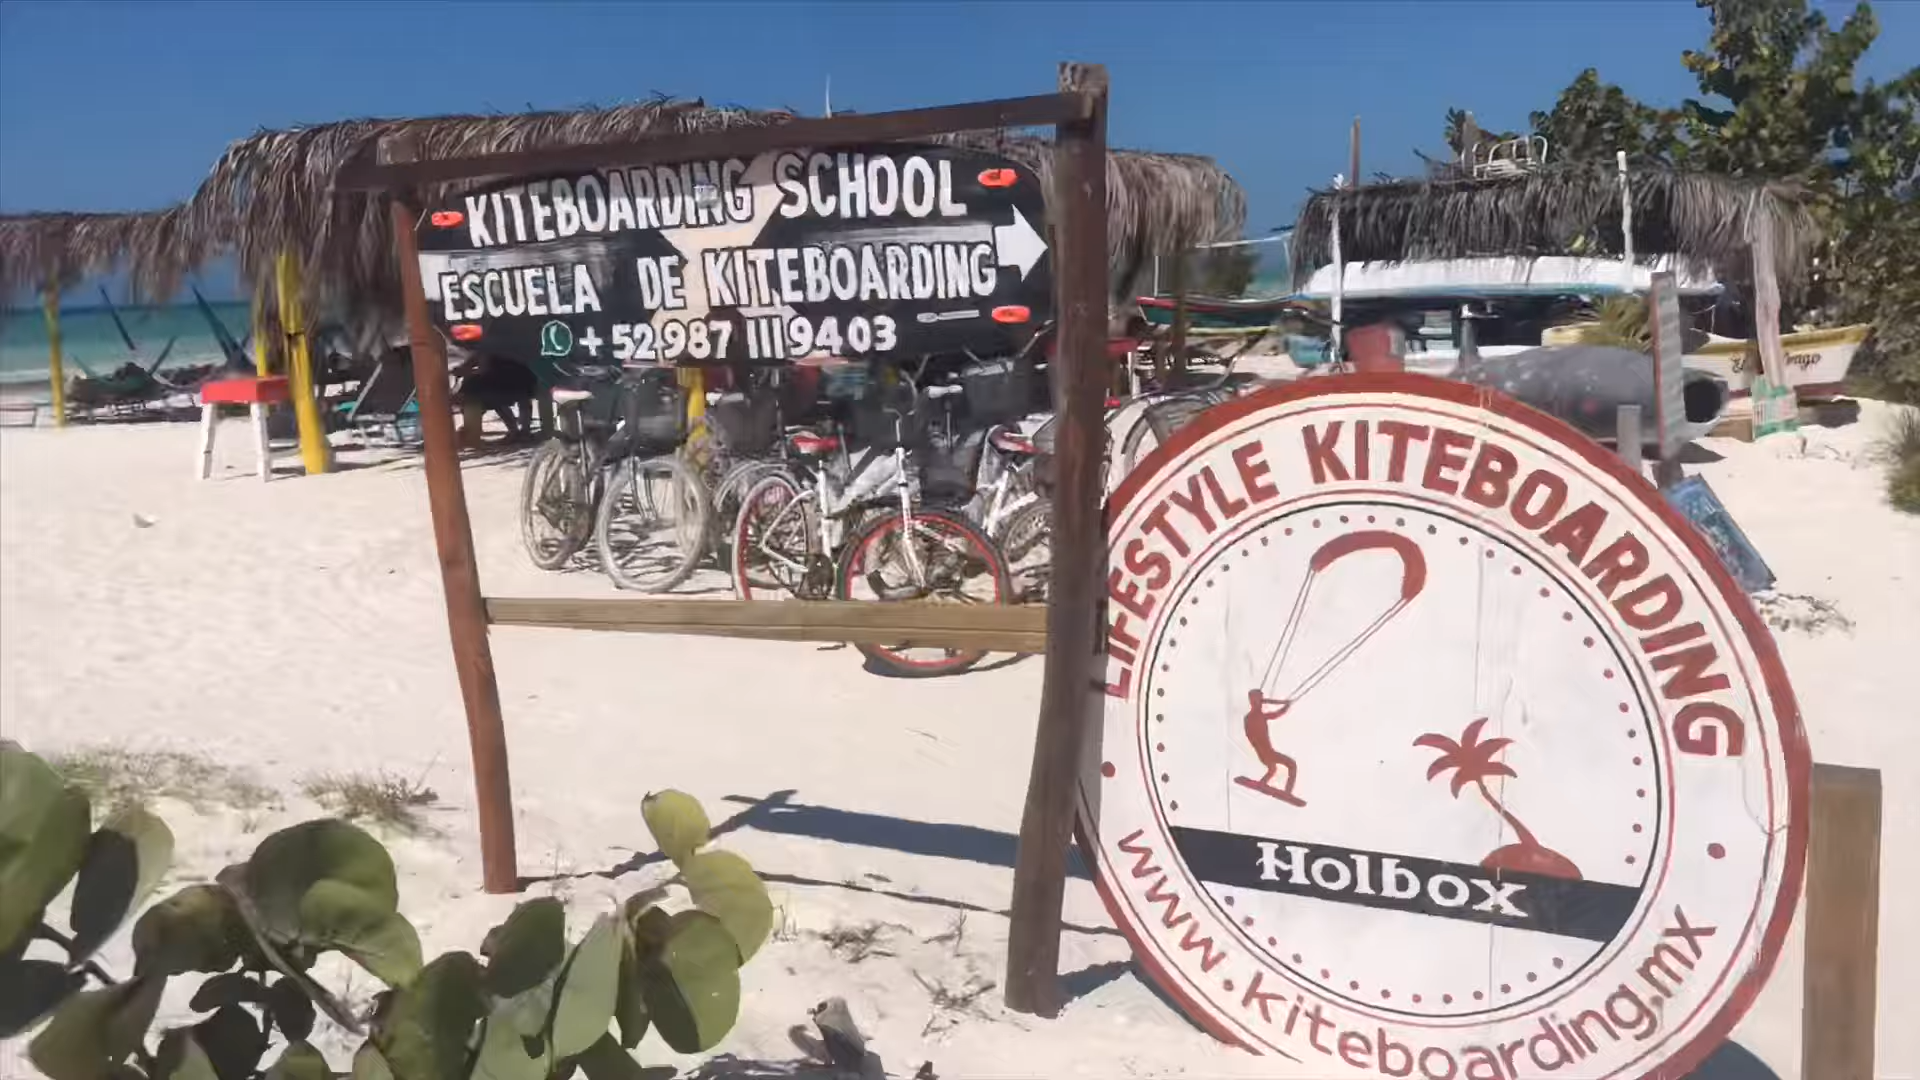 KITEBOARDING SCHOOL
ESCUELA DE KITEBOARDING
+ 52 987 111 9403
LIFESTYLE KITEBOARDING
Holbox
www.kiteboarding.mx